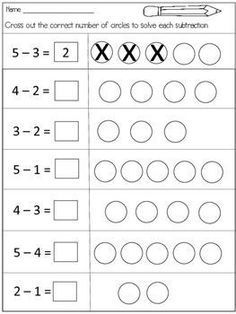 Name
Cross out the correct number of circles to solve each subtraction
5 - 3 = 2 X X X
4 - 2 =
3 - 2 =
5 - 1 =
4 - 3 =
5 - 4 =
2 - 1 =